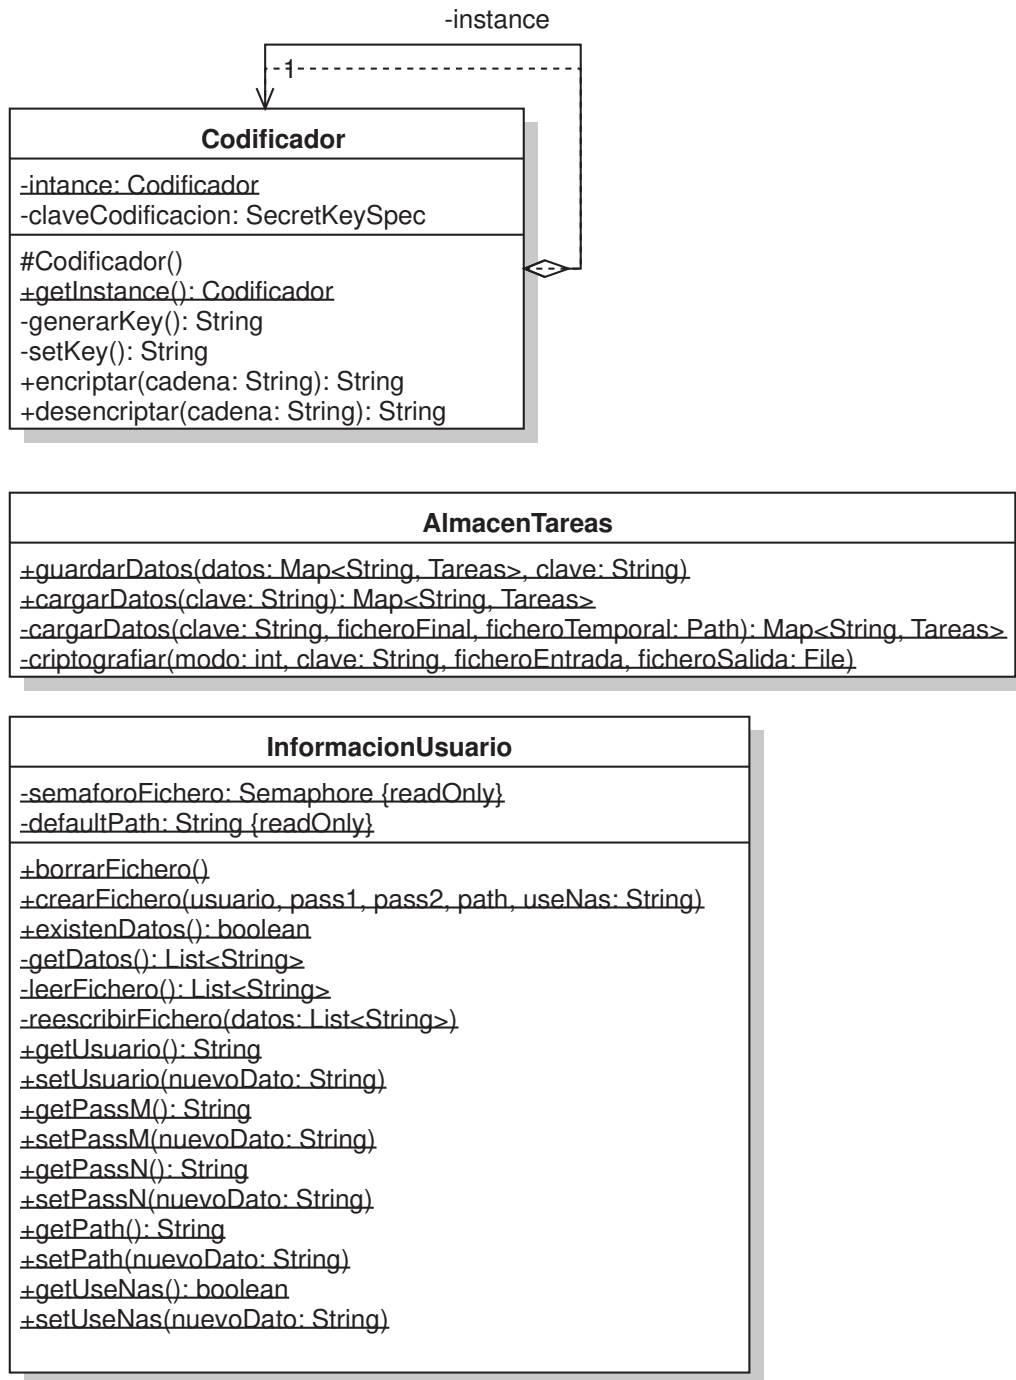 -instance
1
Codificador
-intance: Codificador
-claveCodificacion: SecretKeySpec
#Codificador()
+getInstance(): Codificador
-generarKey(): String
-setKey(): String
+encriptar(cadena: String): String
+desencriptar(cadena: String): String
AlmacenTareas
+guardarDatos(datos: Map<String, Tareas>, clave: String)
+cargarDatos(clave: String): Map<String, Tareas>
-cargarDatos(clave: String, ficheroFinal, ficheroTemporal: Path): Map<String, Tareas>
-criptografiar(modo: int, clave: String, ficheroEntrada, ficheroSalida: File)
InformacionUsuario
-semaforoFichero: Semaphore {readOnly}
-defaultPath: String {readOnly}
+borrarFichero()
+crearFichero(usuario, pass1, pass2, path, useNas: String)
+existenDatos(): boolean
-getDatos(): List<String>
-leerFichero(): List<String>
-reescribirFichero(datos: List<String>)
+getUsuario(): String
+setUsuario(nuevoDato: String)
+getPassM(): String
+setPassM(nuevoDato: String)
+getPassN(): String
+setPassN(nuevoDato: String)
+getPath(): String
+setPath(nuevoDato: String)
+getUseNas(): boolean
+setUseNas(nuevoDato: String)